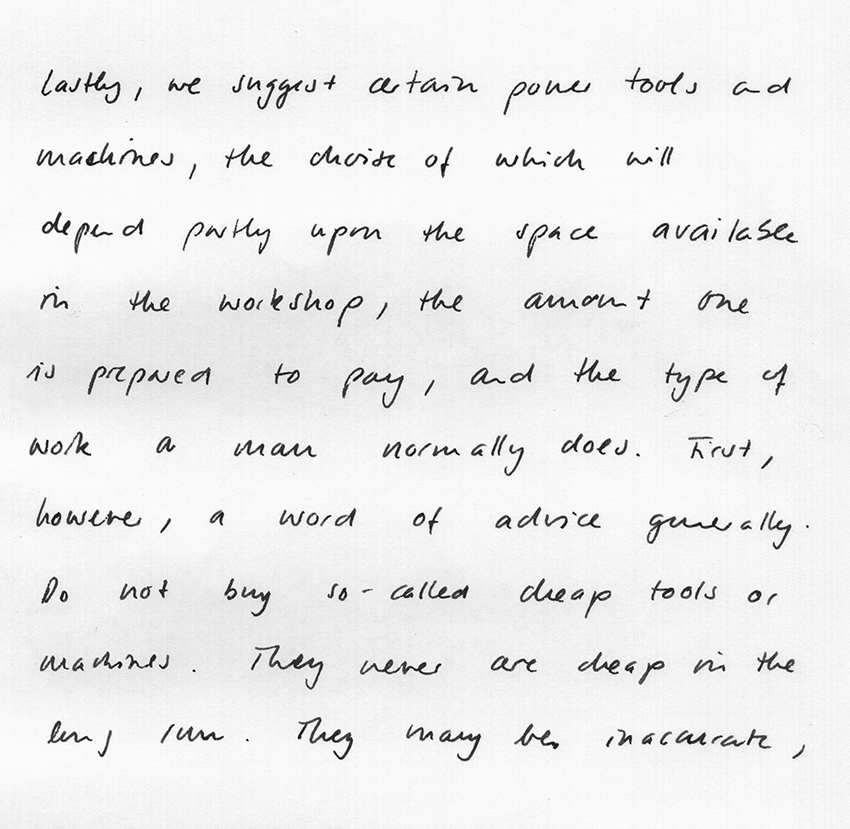 Lastly, we suggest certain power tools and
machines, the choise of which will
depend partly upon the space available
in the workshop, the amount one
is prepared to pay, and the type of
work a man normally does. First,
however, a word of advice generally.
Do not buy so-called cheap tools or
machines. They never are cheap in the
long run. They many be inaccurate,